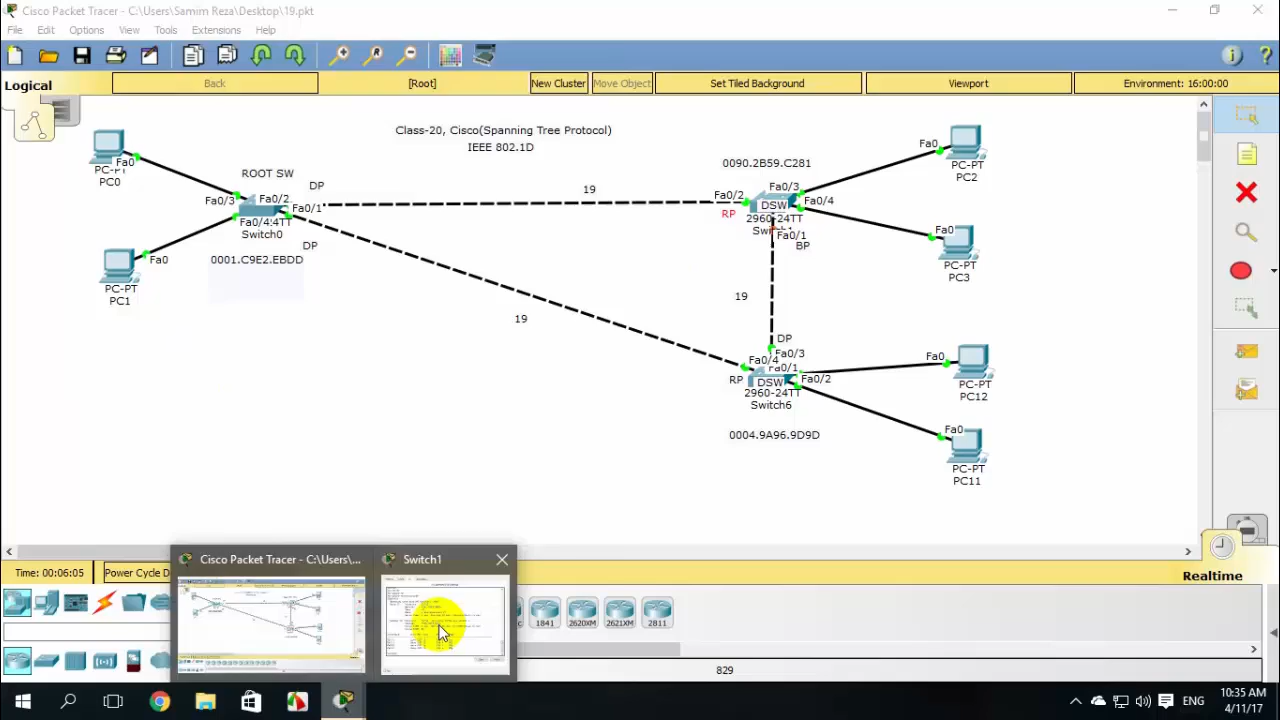 Cisco Packet Tracer - C:\Users\Samim Reza\Desktop\19.pkt
File Edit Options View Tools Extensions Help
Logical
Back
[Root]
New Cluster
Move Object
Set Tiled Background
Viewport
Environment: 16:00:00
Class-20, Cisco(Spanning Tree Protocol)
IEEE 802.1D
Fa0
PC-PT
PC0
ROOT SW
DP
Fa0/3
Fa0/2
Fa0/1
Fa0/4
TT
Switch0
DP
0001.C9E2.EBDD
Fa0
PC-PT
PC1
19
19
19
0090.2B59.C281
Fa0/2
Fa0/3
Fa0/4
RP
DSW
2960-24TT
Fa0/1
BP
Fa0
PC-PT
PC2
Fa0
PC-PT
PC3
DP
Fa0/3
Fa0/4
Fa0/1
RP
DSW
Fa0/2
2960-24TT
Switch6
0004.9A96.9D9D
Fa0
PC-PT
PC12
Fa0
PC-PT
PC11
Cisco Packet Tracer - C:\Users\...
Switch1
Time: 00:06:05
Power Cycle D
Realtime
1841
2620XM
2621XM
2811
829
ENG
10:35 AM
4/11/17